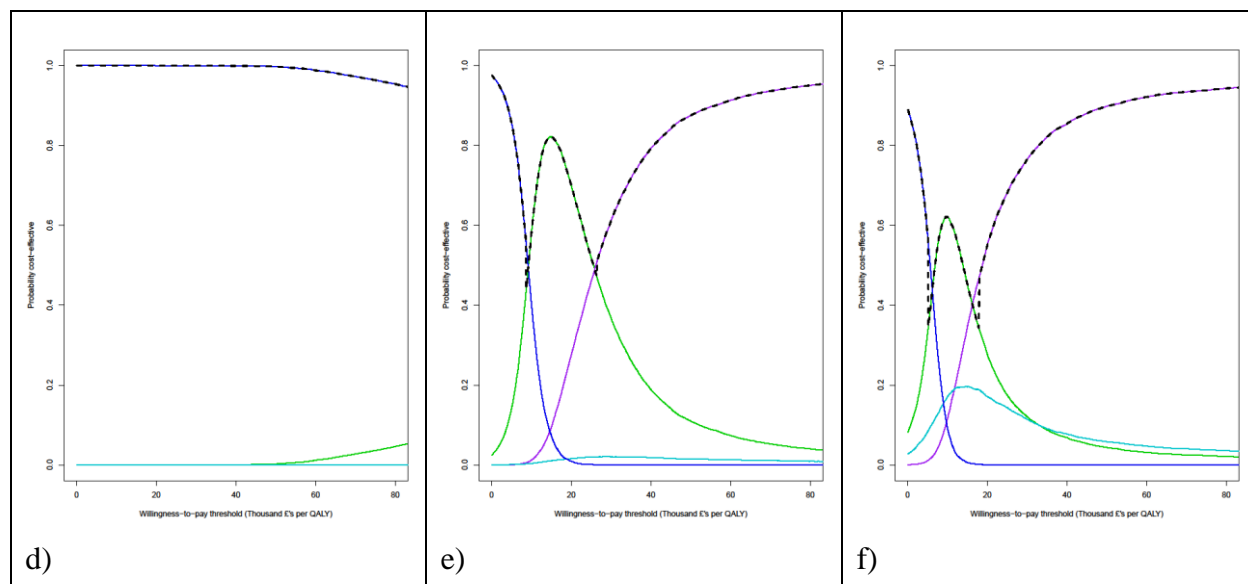 1.0
0.8
0.6
0.4
0.2
0.0
Probability cost-effective
0 20 40 60 80
Willingness-to-pay threshold (Thousand £'s per QALY)
d)
1.0
0.8
0.6
0.4
0.2
0.0
Probability cost-effective
0 20 40 60 80
Willingness-to-pay threshold (Thousand £'s per QALY)
e)
1.0
0.8
0.6
0.4
0.2
0.0
Probability cost-effective
0 20 40 60 80
Willingness-to-pay threshold (Thousand £'s per QALY)
f)